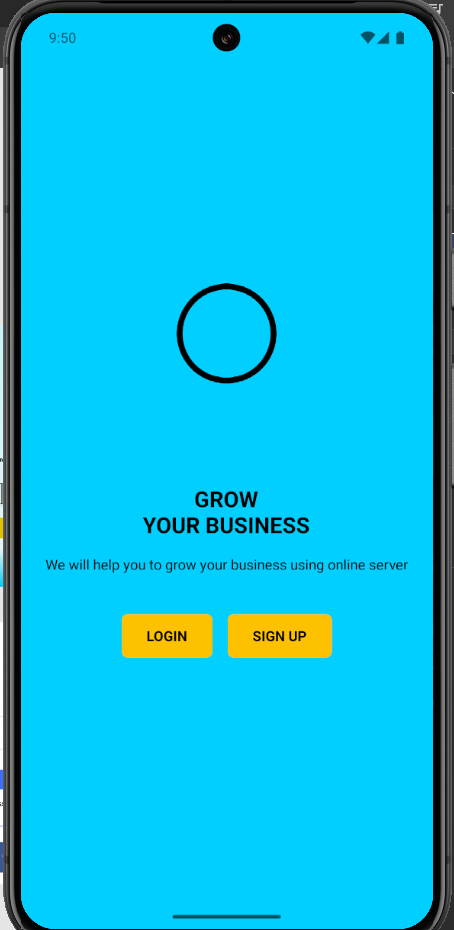 9:50
GROW
YOUR BUSINESS
We will help you to grow your business using online server
LOGIN
SIGN UP